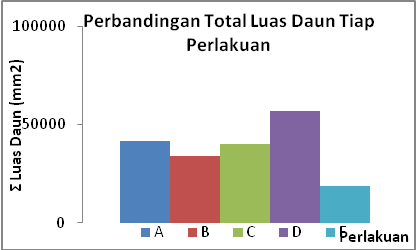 Perbandingan Total Luas Daun Tiap
Perlakuan
Σ Luas Daun (mm2)
100000
50000
0
A B C D E
Perlakuan